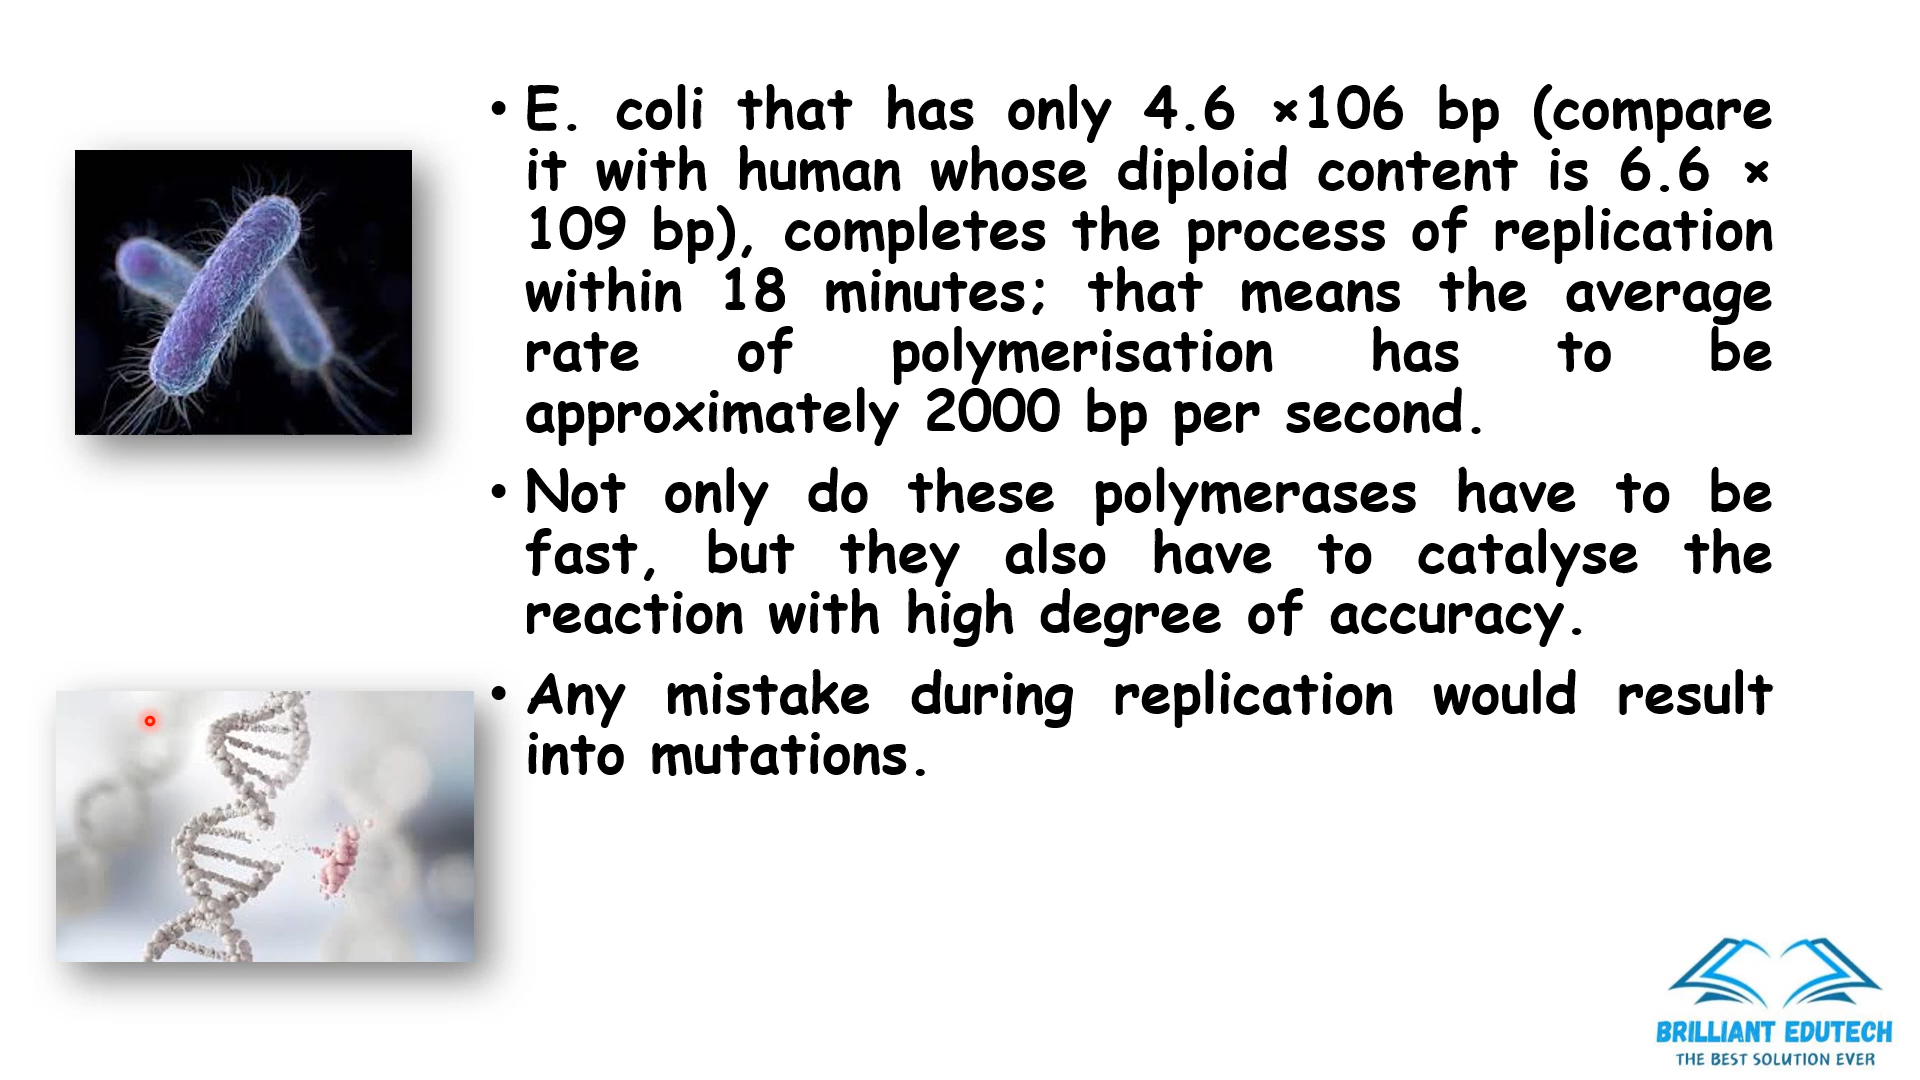 • E. coli that has only 4.6 ×106 bp (compare
it with human whose diploid content is 6.6 ×
109 bp), completes the process of replication
within 18 minutes; that means the average
rate of polymerisation has to be
approximately 2000 bp per second.
• Not only do these polymerases have to be
fast, but they also have to catalyse the
reaction with high degree of accuracy.
• Any mistake during replication would result
into mutations.
BRILLIANT EDUTECH
THE BEST SOLUTION EVER